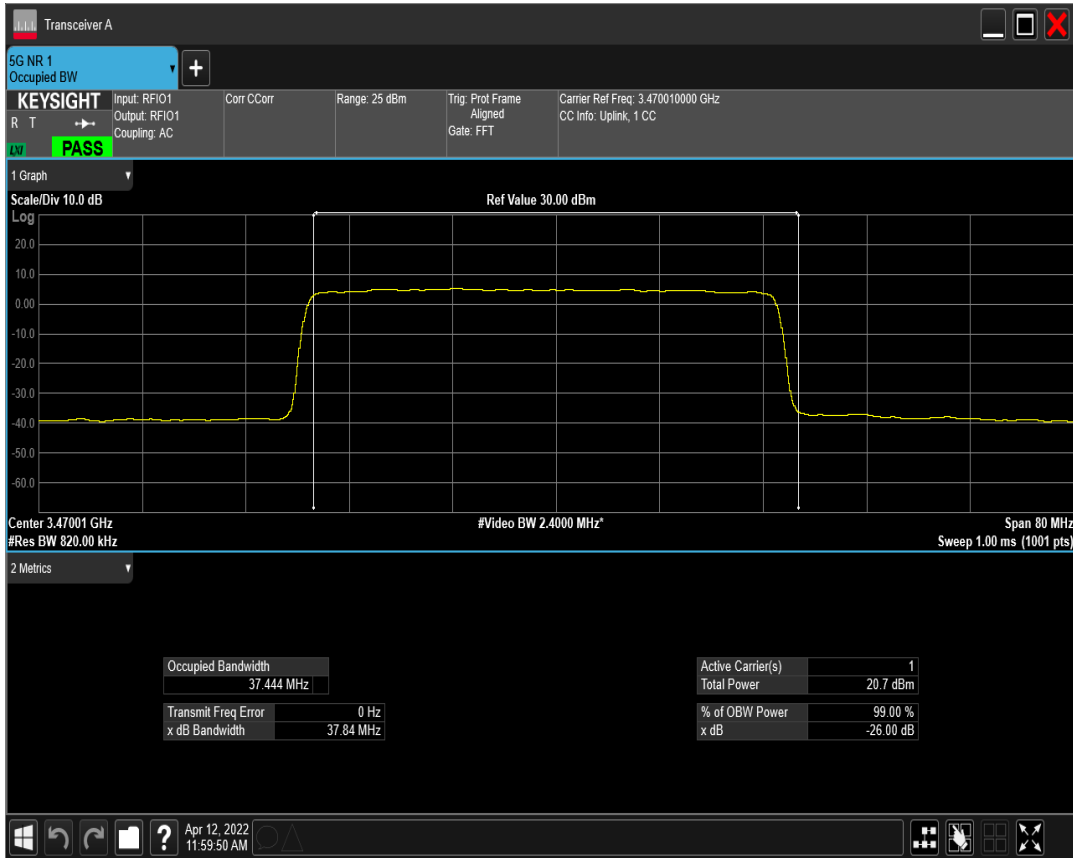 Transceiver A
5G NR 1
Occupied BW
+
KEYSIGHT
R T
LXI
PASS
Input: RFIO1
Output: RFIO1
Coupling: AC
Corr CCorr
Range: 25 dBm
Trig: Prot Frame
Aligned
Gate: FFT
Carrier Ref Freq: 3.470010000 GHz
CC Info: Uplink, 1 CC
1 Graph
Scale/Div 10.0 dB
Ref Value 30.00 dBm
Log
20.0
10.0
0.00
-10.0
-20.0
-30.0
-40.0
-50.0
-60.0
Center 3.47001 GHz
#Video BW 2.4000 MHz*
Span 80 MHz
#Res BW 820.00 kHz
Sweep 1.00 ms (1001 pts)
2 Metrics
Occupied Bandwidth
37.444 MHz
Transmit Freq Error 0 Hz
x dB Bandwidth 37.84 MHz
Active Carrier(s) 1
Total Power 20.7 dBm
% of OBW Power 99.00 %
x dB -26.00 dB
?
Apr 12, 2022
11:59:50 AM